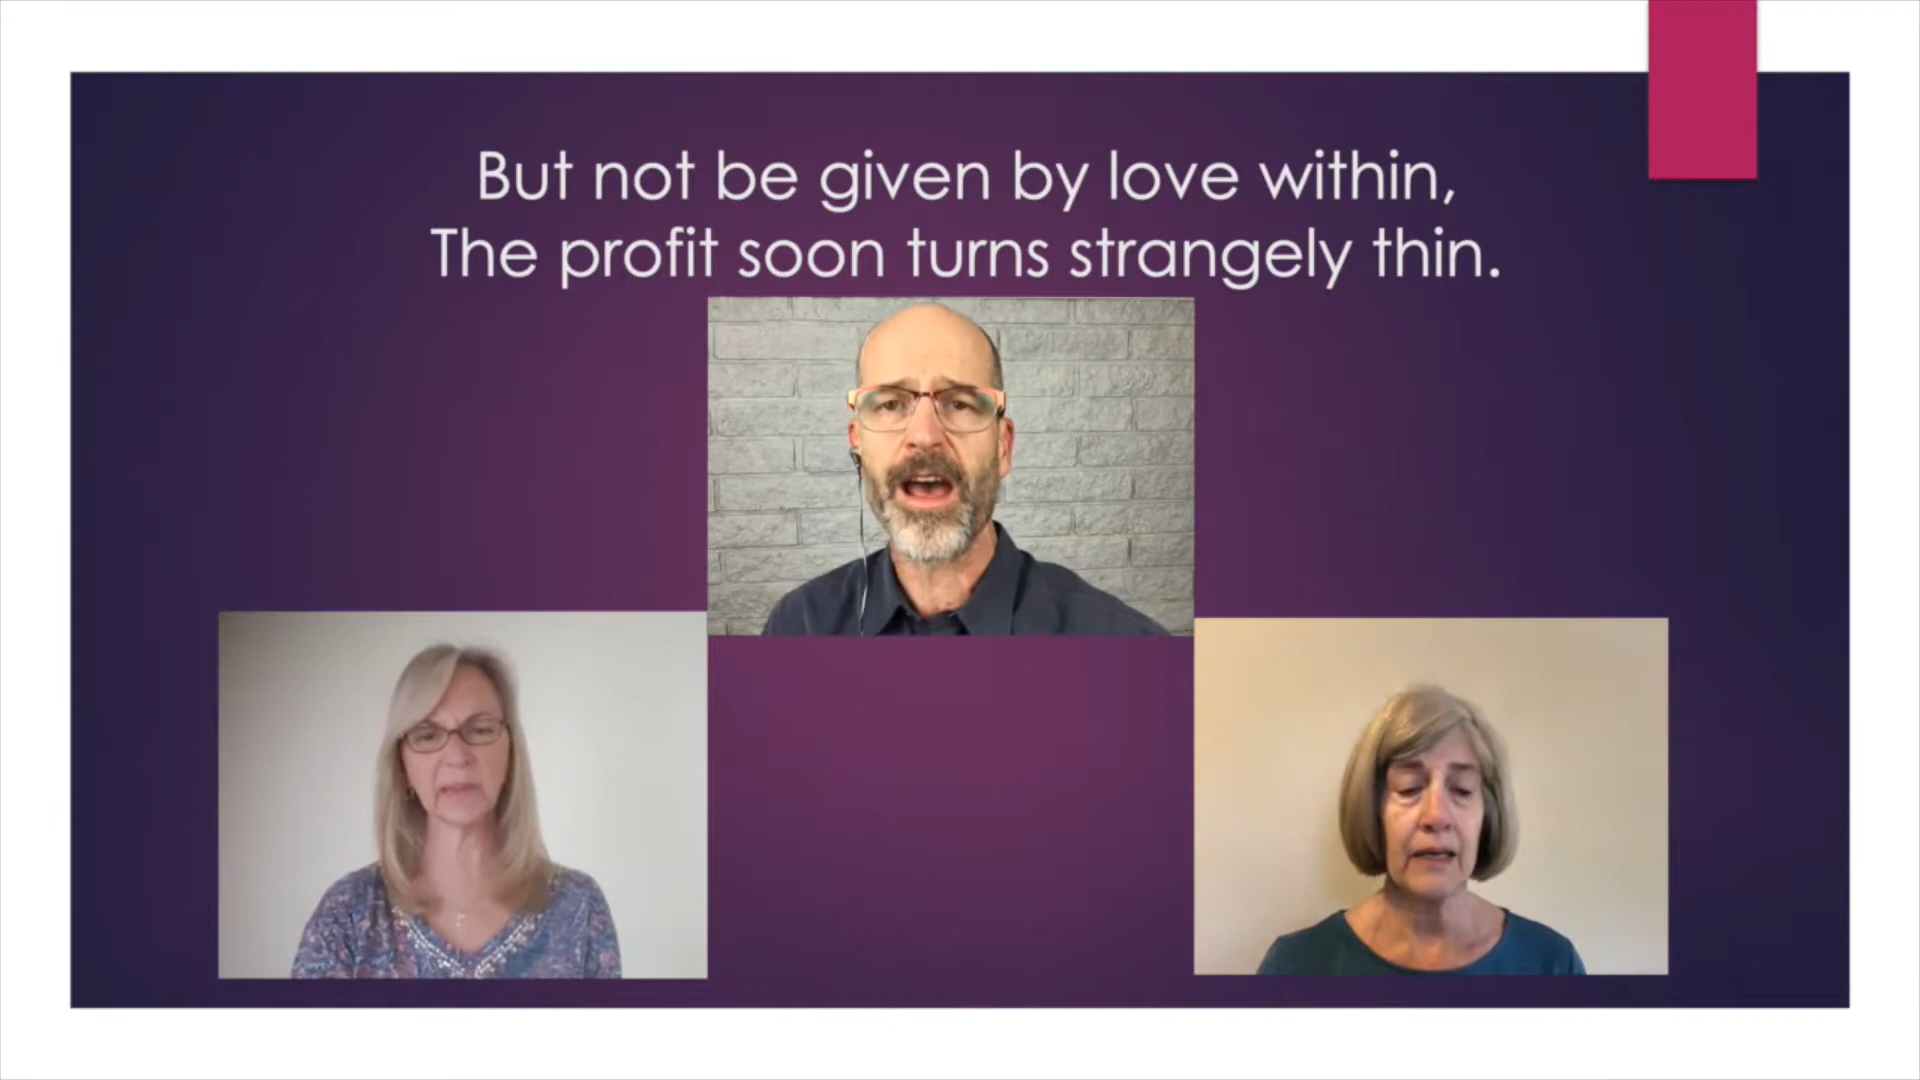 But not be given by love within,
The profit soon turns strangely thin.